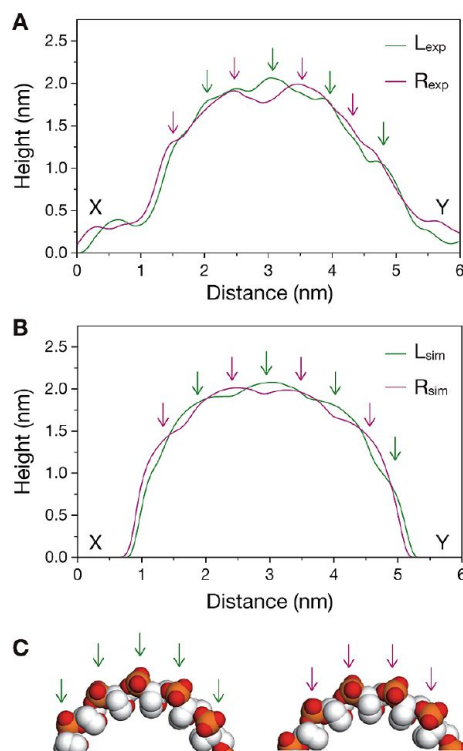 A
Lexp
Rexp
Height (nm)
2.5
2.0
1.5
1.0
0.5
0.0
X
Y
0 1 2 3 4 5 6
Distance (nm)
B
Lsim
Rsim
Height (nm)
2.5
2.0
1.5
1.0
0.5
0.0
X
Y
0 1 2 3 4 5 6
Distance (nm)
C